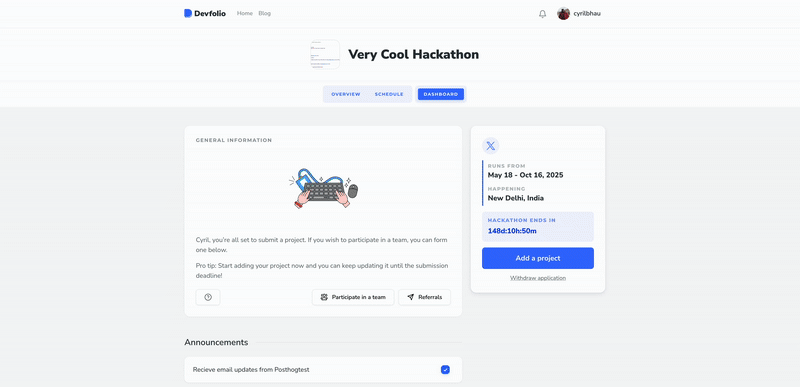 Devfolio
Home Blog
cyrilbhau
Very Cool Hackathon
OVERVIEW SCHEDULE DASHBOARD
GENERAL INFORMATION
Cyril, you're all set to submit a project. If you wish to participate in a team, you can form
one below.
Pro tip: Start adding your project now and you can keep updating it until the submission
deadline!
Participate in a team
Referrals
RUNS FROM
May 18 - Oct 16, 2025
HAPPENING
New Delhi, India
HACKATHON ENDS IN
148d:10h:50m
Add a project
Withdraw application
Announcements
Recieve email updates from Posthogtest